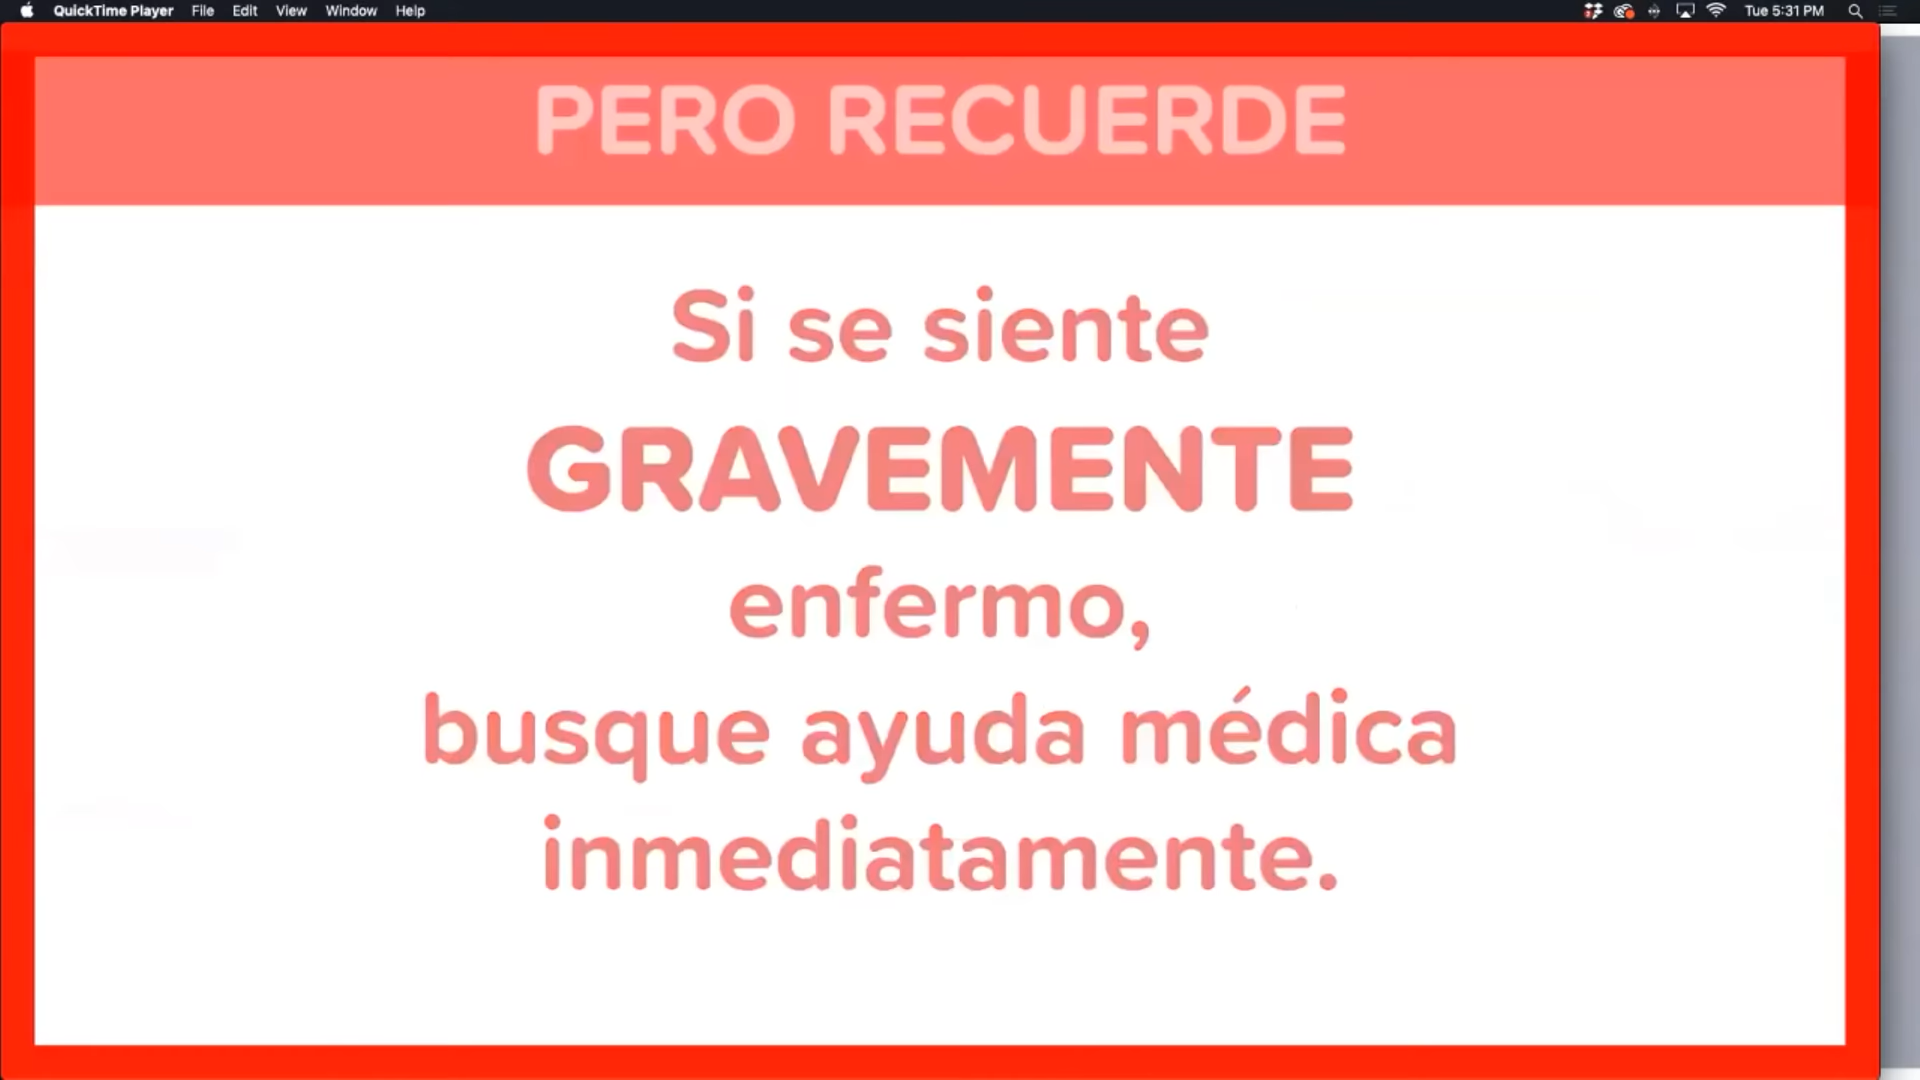 QuickTime Player File Edit View Window Help Tue 5:31 PM
PERO RECUERDE
Si se siente
GRAVEMENTE
enfermo,
busque ayuda médica
inmediatamente.